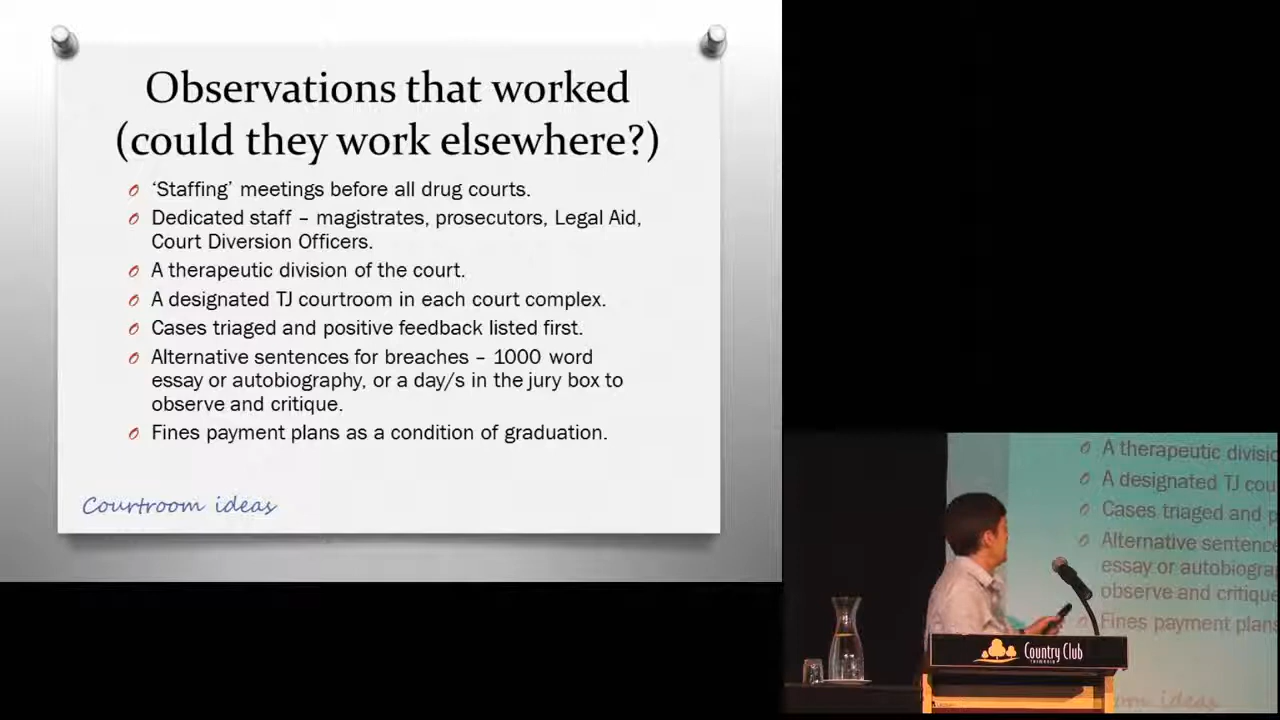 Observations that worked
(could they work elsewhere?)
‘Staffing’ meetings before all drug courts.
Dedicated staff – magistrates, prosecutors, Legal Aid,
Court Diversion Officers.
A therapeutic division of the court.
A designated TJ courtroom in each court complex.
Cases triaged and positive feedback listed first.
Alternative sentences for breaches – 1000 word
essay or autobiography, or a day/s in the jury box to
observe and critique.
Fines payment plans as a condition of graduation.
Courtroom ideas
A therapeutic divisio
A designated TJ cou
Cases triaged and p
Alternative sentence
essay or autobiogra
observe and critique
Fines payment plans
Country Club
TASMANIA
om ideas